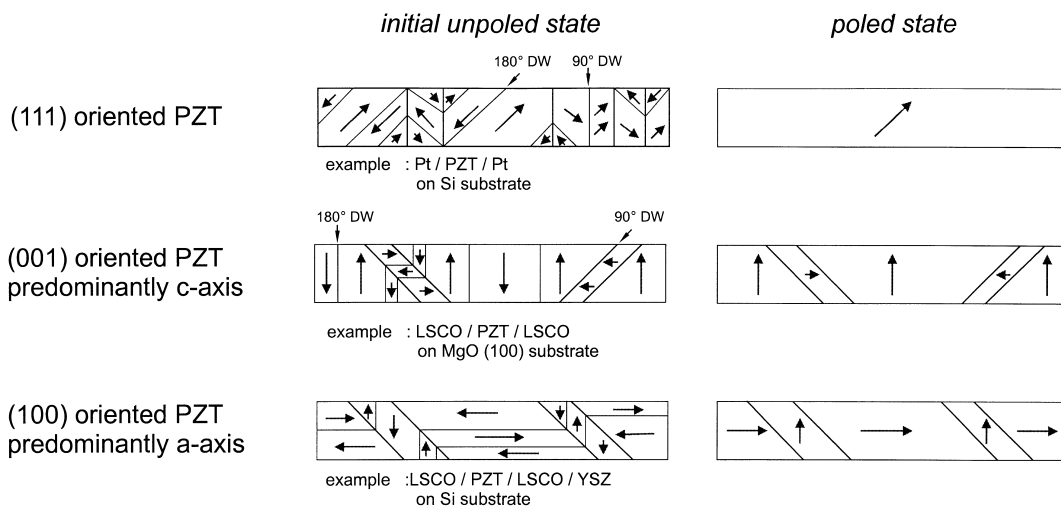 initial unpoled state
poled state
180° DW
90° DW
(111) oriented PZT
example : Pt / PZT / Pt
on Si substrate
180° DW
90° DW
(001) oriented PZT
predominantly c-axis
example : LSCO / PZT / LSCO
on MgO (100) substrate
(100) oriented PZT
predominantly a-axis
example :LSCO / PZT / LSCO / YSZ
on Si substrate